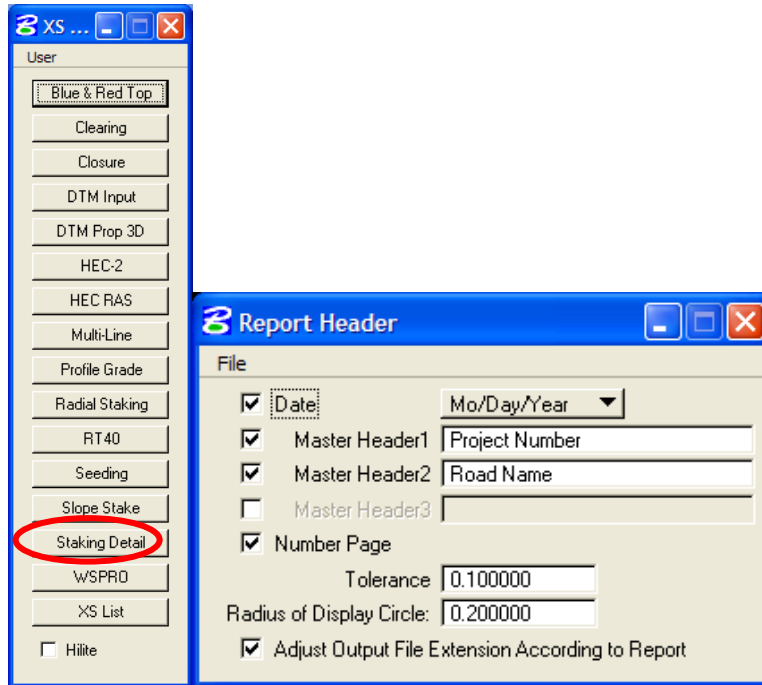 XS ...
User
Blue & Red Top
Clearing
Closure
DTM Input
DTM Prop 3D
HEC-2
HEC RAS
Multi-Line
Profile Grade
Radial Staking
RT40
Seeding
Slope Stake
Staking Detail
WSPRO
XS List
Hilite
Report Header
File
Date Mo/Day/Year
Master Header1 Project Number
Master Header2 Road Name
Master Header3
Number Page
Tolerance 0.100000
Radius of Display Circle: 0.200000
Adjust Output File Extension According to Report